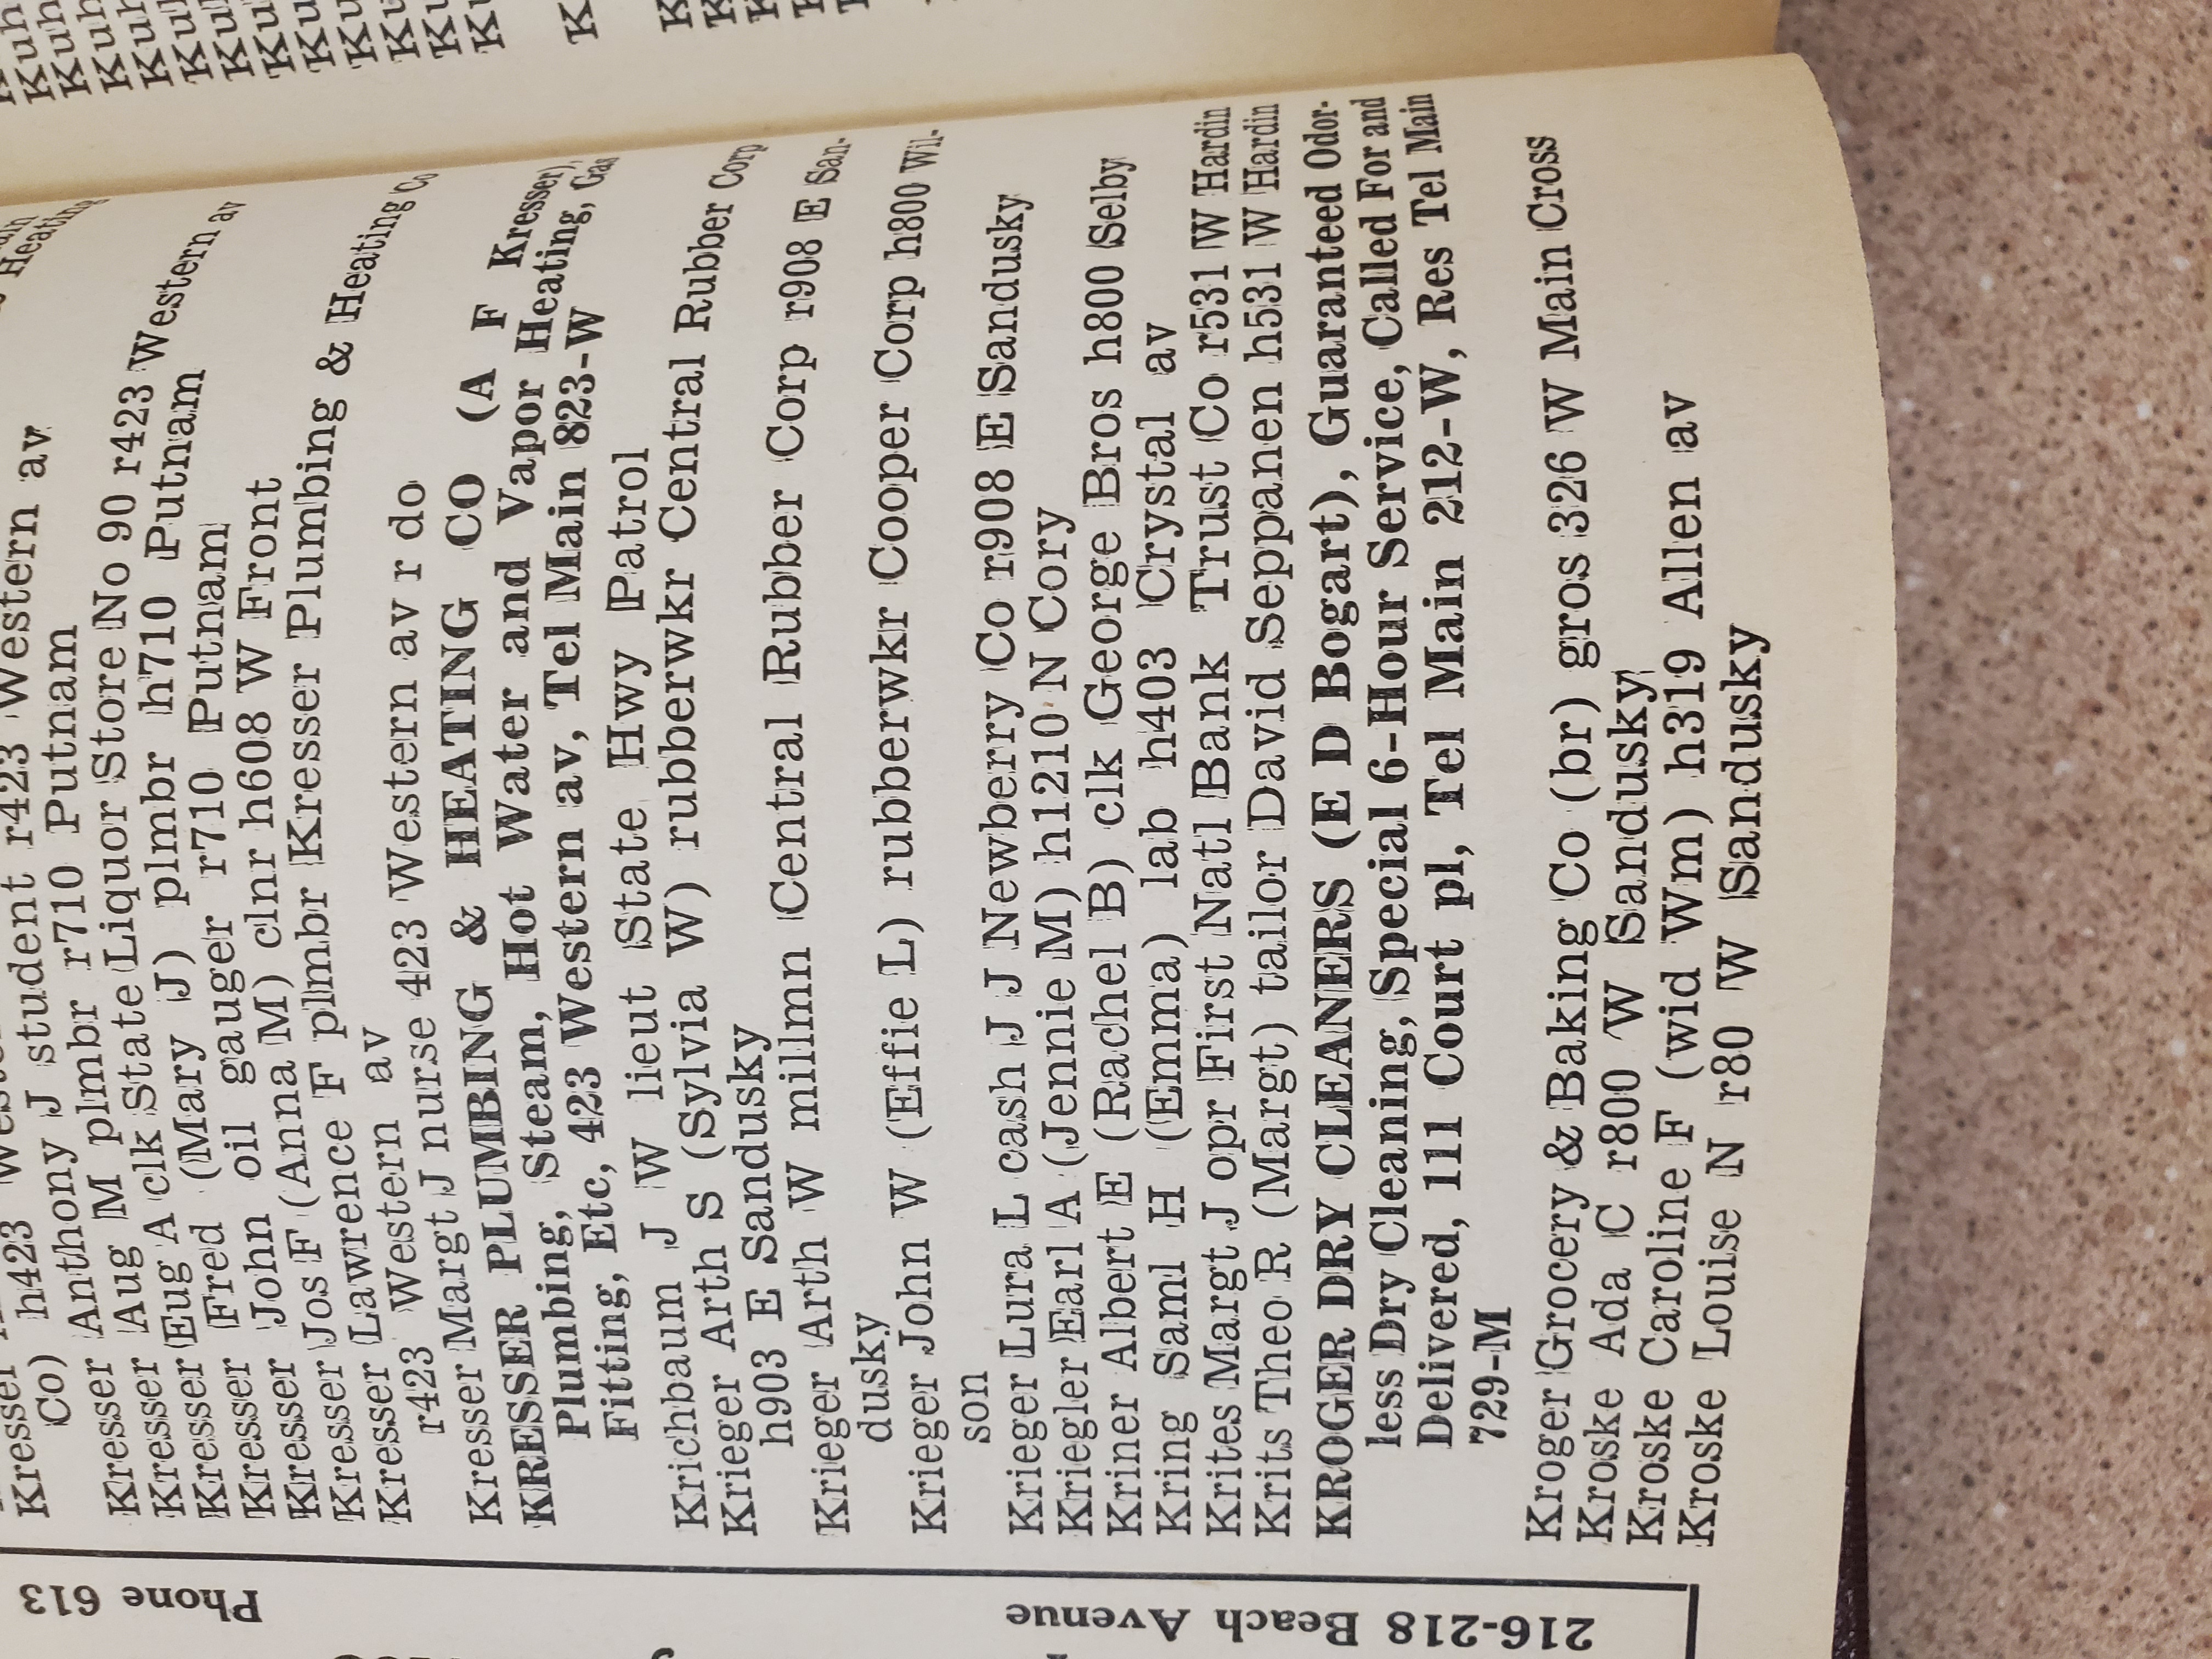 Co) h423 Western av
Kresser Anthony J student r423 Western av
Kresser Aug M plmbr r710 Putnam
Kresser Eug A clk State Liquor Store No 90 r423 Western av
Kresser Fred (Mary J) plmbr h710 Putnam
Kresser John oil gauger r710 Putnam
Kresser Jos F (Anna M) clnr h608 W Front
Kresser Lawrence F plmbr Kresser Plumbing & Heating Co
r423 Western av
Kresser Margt J nurse 423 Western av r do
KRESSER PLUMBING & HEATING CO (A F Kresser),
Plumbing, Steam, Hot Water and Vapor Heating, Gas
Fitting, Etc, 423 Western av, Tel Main 823-W
Krichbaum J W lieut State Hwy Patrol
Krieger Arth S (Sylvia W) rubberwkr Central Rubber Corp
h903 E Sandusky
Krieger Arth W millmn Central Rubber Corp r908 E San-
dusky
Krieger John W (Effie L) rubberwkr Cooper Corp h800 Wil-
son
Krieger Lura L cash J J Newberry Co r908 E Sandusky
Kriegler Earl A (Jennie M) h1210 N Cory
Kriner Albert E (Rachel B) clk George Bros h800 Selby
Kring Saml H (Emma) lab h403 Crystal av
Krites Margt J opr First Natl Bank Trust Co r531 W Hardin
Krits Theo R (Margt) tailor David Seppanen h531 W Hardin
KROGER DRY CLEANERS (E D Bogart), Guaranteed Odor-
less Dry Cleaning, Special 6-Hour Service, Called For and
Delivered, 111 Court pl, Tel Main 212-W, Res Tel Main
729-M
Kroger Grocery & Baking Co (br) gros 326 W Main Cross
Kroske Ada C r800 W Sandusky
Kroske Caroline F (wid Wm) h319 Allen av
Kroske Louise N r80 W Sandusky
Phone 613
216-218 Beach Avenue